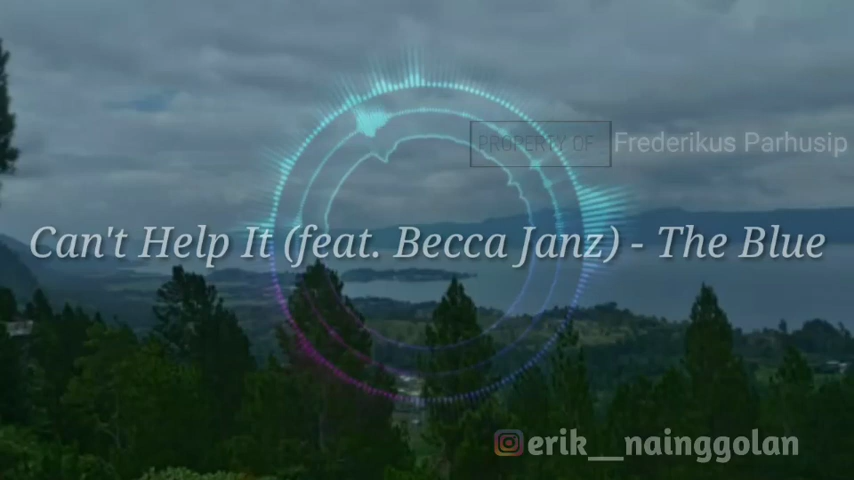 PROPERTY OF Frederikus Parhusip
Can't Help It (feat. Becca Janz) - The Blue
erik__nainggolan